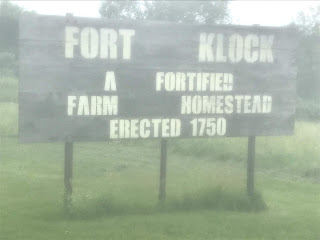 FORT KLOCK
A FORTIFIED
FARM HOMESTEAD
ERECTED 1750